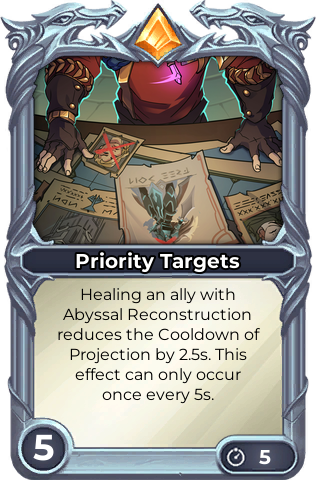 Priority Targets
Healing an ally with
Abyssal Reconstruction
reduces the Cooldown of
Projection by 2.5s. This
effect can only occur
once every 5s.
5
5